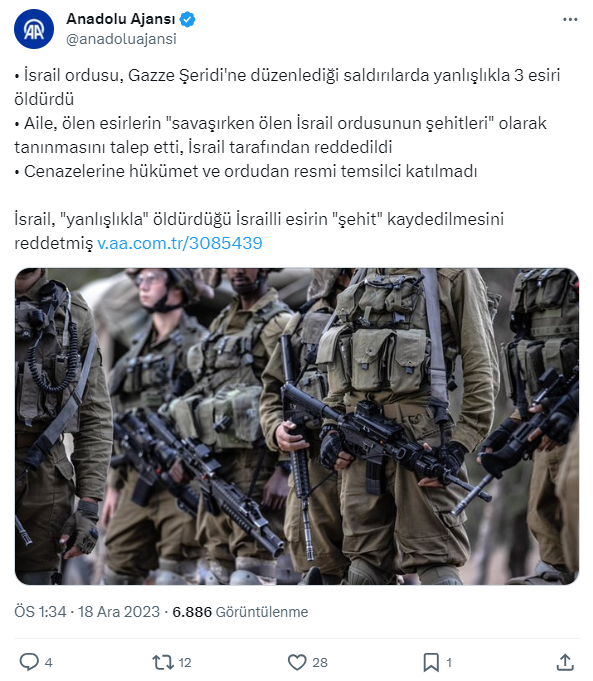 Anadolu Ajansı
@anadoluajansi
• İsrail ordusu, Gazze Şeridi'ne düzenlediği saldırılarda yanlışlıkla 3 esiri
öldürdü
• Aile, ölen esirlerin "savaşırken ölen İsrail ordusunun şehitleri" olarak
tanınmasını talep etti, İsrail tarafından reddedildi
• Cenazelerine hükümet ve ordudan resmi temsilci katılmadı
İsrail, "yanlışlıkla" öldürdüğü İsrailli esirin "şehit" kaydedilmesini
reddetmiş v.aa.com.tr/3085439
ÖS 1:34 · 18 Ara 2023 · 6.886 Görüntülenme
4 12 28 1